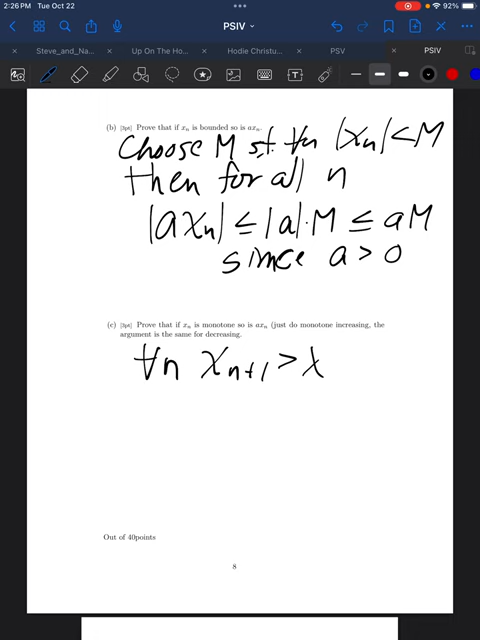 2:26 PM Tue Oct 22
92%
PSIV
Steve_and_Na...
Up On The Ho...
Hodie Christu...
PSV
PSIV
(b) [3pt] Prove that if xₙ is bounded so is axₙ.
Choose M s.t. ∀n |xₙ| < M
then for all n
|axₙ| ≤ |a|·M ≤ aM
since a > 0
(c) [3pt] Prove that if xₙ is monotone so is axₙ (just do monotone increasing, the
argument is the same for decreasing.
∀n xₙ₊₁ > x
Out of 40points
8